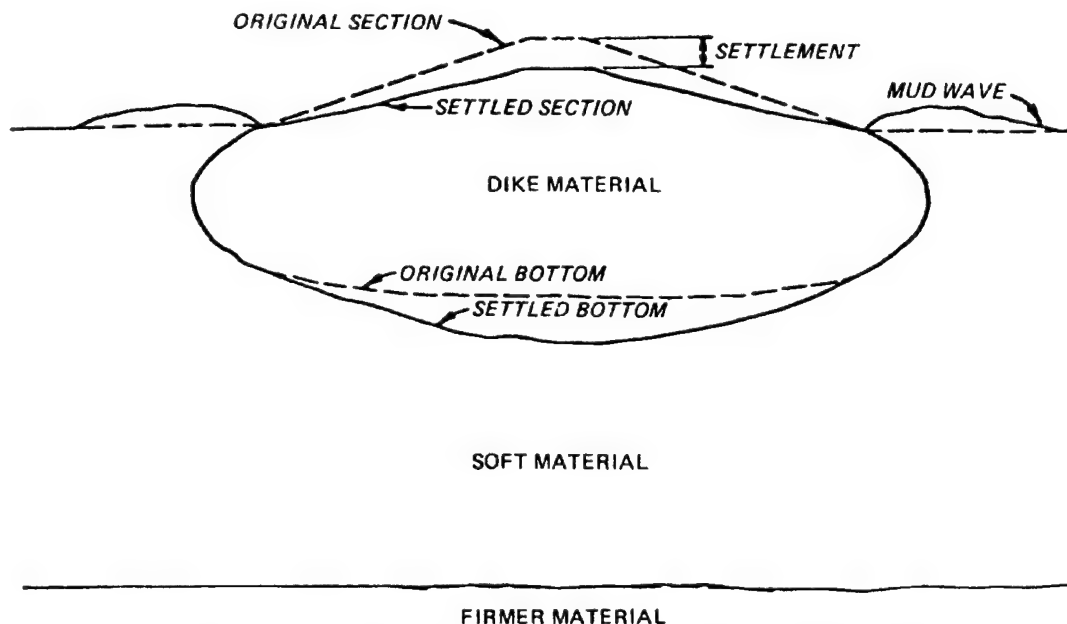 ORIGINAL SECTION
SETTLEMENT
MUD WAVE
SETTLED SECTION
DIKE MATERIAL
ORIGINAL BOTTOM
SETTLED BOTTOM
SOFT MATERIAL
FIRMER MATERIAL